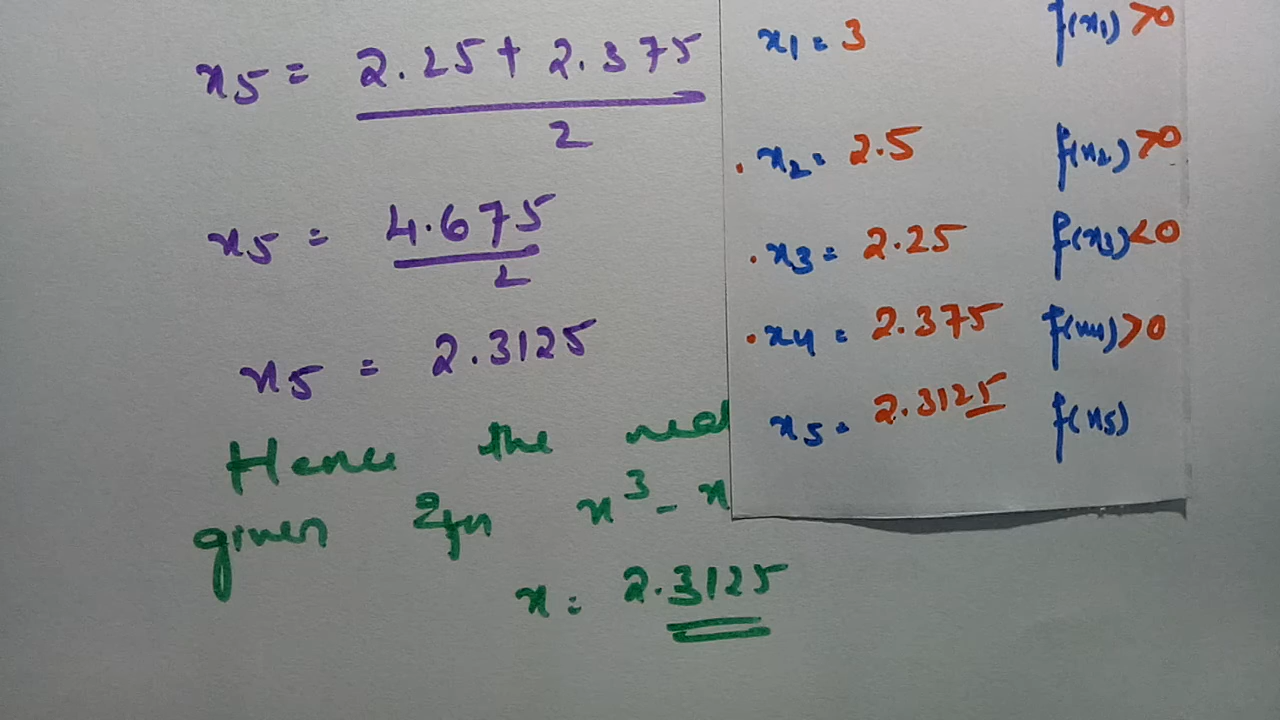 x5 = 2.25 + 2.375
2
x5 = 4.675
2
x5 = 2.3125
Hence the
given x³ - x
x = 2.3125
x1 = 3 f(x1) >0
x2 = 2.5 f(x2) >0
x3 = 2.25 f(x3) <0
x4 = 2.375 f(x4) >0
x5 = 2.3125 f(x5)